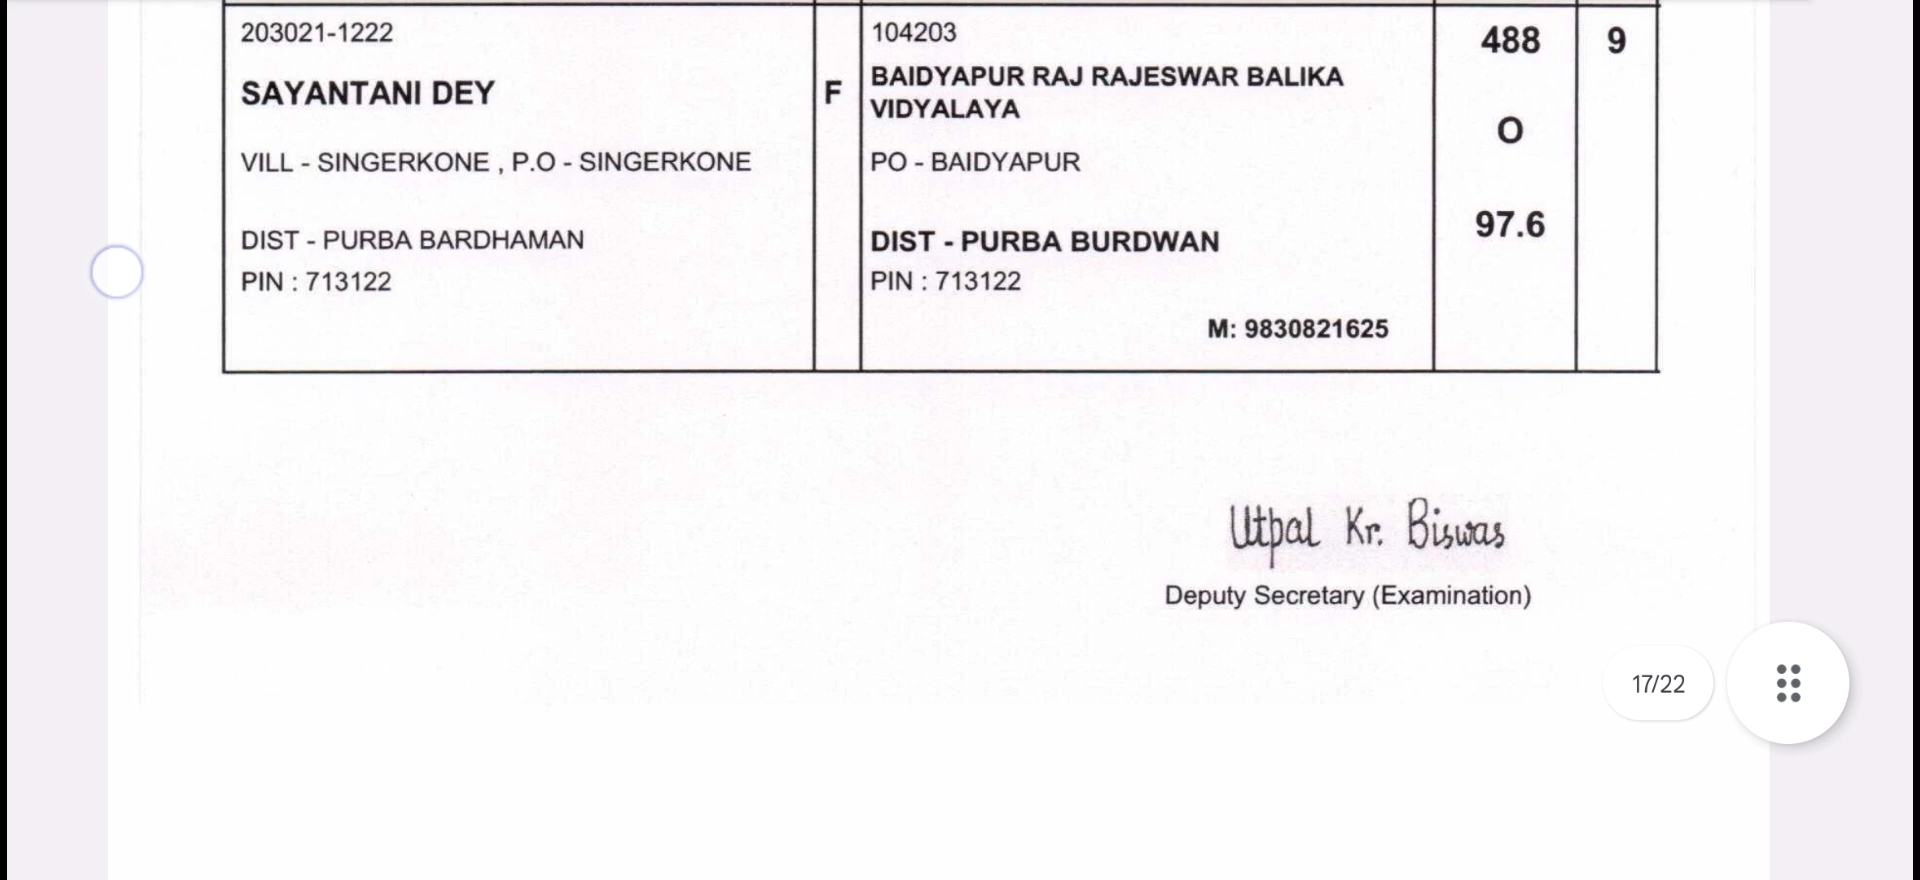 203021-1222
SAYANTANI DEY
VILL - SINGERKONE , P.O - SINGERKONE
DIST - PURBA BARDHAMAN
PIN : 713122
F
104203
BAIDYAPUR RAJ RAJESWAR BALIKA
VIDYALAYA
PO - BAIDYAPUR
DIST - PURBA BURDWAN
PIN : 713122
M: 9830821625
488
O
97.6
9
Utpal Kr. Biswas
Deputy Secretary (Examination)
17/22